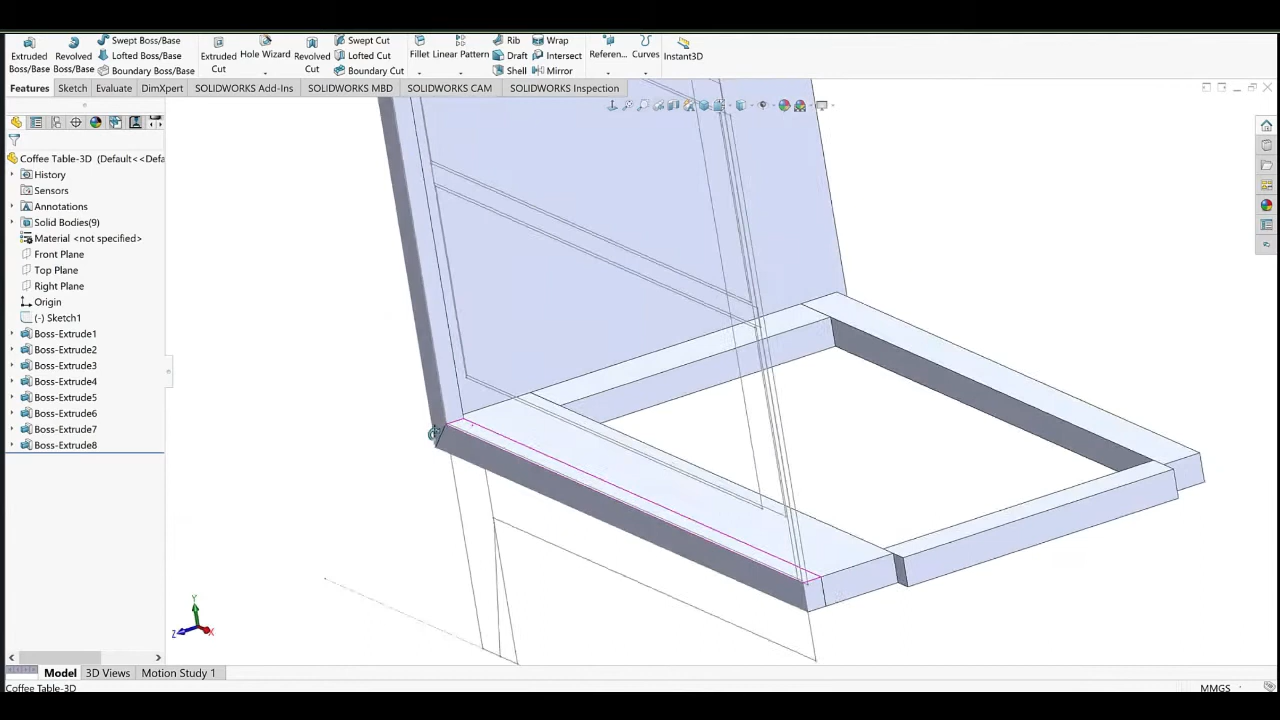 Extruded Boss/Base
Revolved Boss/Base
Swept Boss/Base
Lofted Boss/Base
Boundary Boss/Base
Extruded Cut
Hole Wizard
Revolved Cut
Swept Cut
Lofted Cut
Boundary Cut
Fillet
Linear Pattern
Rib
Draft
Shell
Wrap
Intersect
Mirror
Referen...
Curves
Instant3D
Features
Sketch
Evaluate
DimXpert
SOLIDWORKS Add-Ins
SOLIDWORKS MBD
SOLIDWORKS CAM
SOLIDWORKS Inspection
Coffee Table-3D (Default<<Defa
History
Sensors
Annotations
Solid Bodies(9)
Material <not specified>
Front Plane
Top Plane
Right Plane
Origin
(-) Sketch1
Boss-Extrude1
Boss-Extrude2
Boss-Extrude3
Boss-Extrude4
Boss-Extrude5
Boss-Extrude6
Boss-Extrude7
Boss-Extrude8
Y
Z
X
Model
3D Views
Motion Study 1
Coffee Table-3D
MMGS